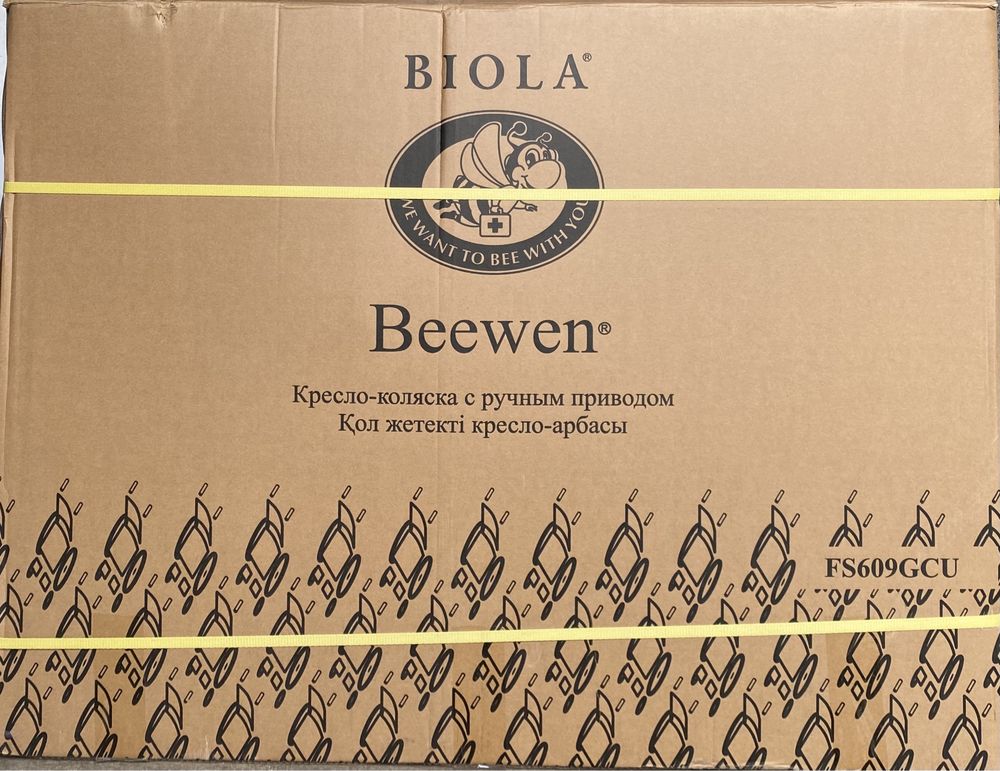 BIOLA®
WE WANT TO BEE WITH YOU
Beewen®
Кресло-коляска с ручным приводом
Қол жетекті кресло-арбасы
FS609GCU